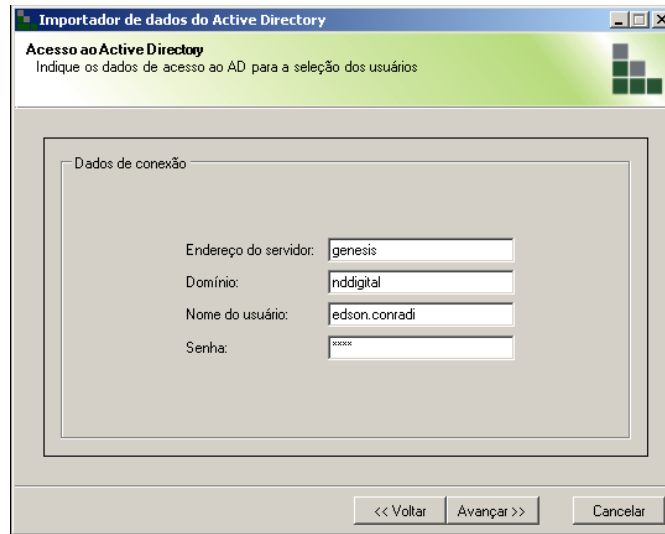 Importador de dados do Active Directory
Acesso ao Active Directory
Indique os dados de acesso ao AD para a seleção dos usuários
Dados de conexão
Endereço do servidor: genesis
Domínio: nddigital
Nome do usuário: edson.conradi
Senha: ****
<< Voltar Avançar >> Cancelar